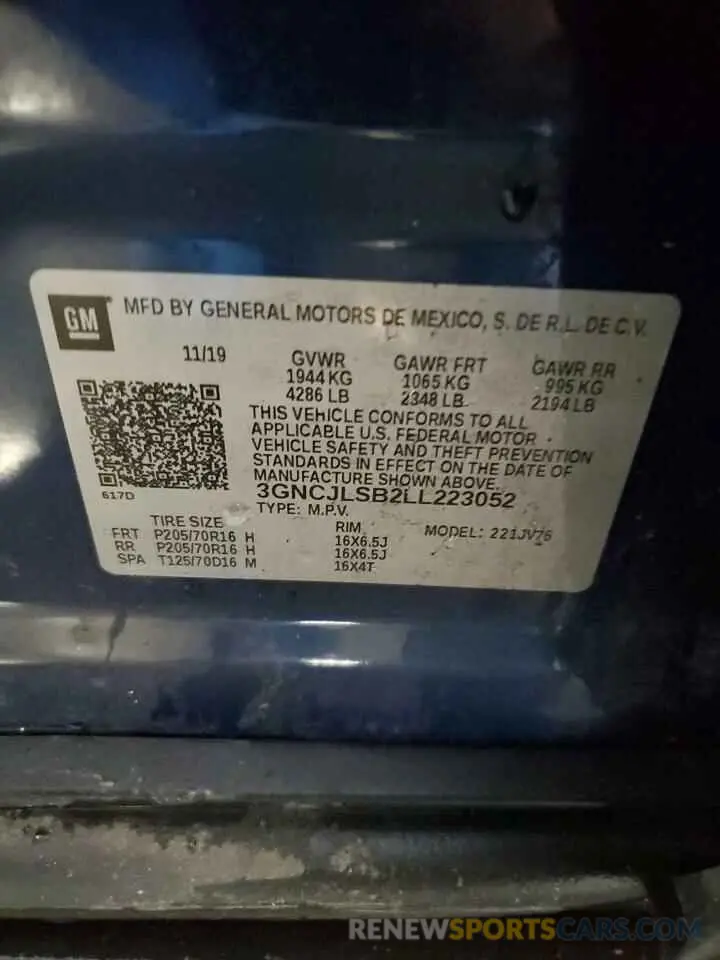 GM
MFD BY GENERAL MOTORS DE MEXICO, S. DE R.L. DE C.V.
11/19 GVWR GAWR FRT GAWR RR
1944 KG 1065 KG 995 KG
4286 LB 2348 LB 2194 LB
THIS VEHICLE CONFORMS TO ALL
APPLICABLE U.S. FEDERAL MOTOR
VEHICLE SAFETY AND THEFT PREVENTION
STANDARDS IN EFFECT ON THE DATE OF
MANUFACTURE SHOWN ABOVE.
617D
3GNCJLSB2LL223052
TYPE: M.P.V.
TIRE SIZE RIM MODEL: 221JV76
FRT P205/70R16 H 16X6.5J
RR P205/70R16 H 16X6.5J
SPA T125/70D16 M 16X4T
RENEWSPORTSCARS.COM